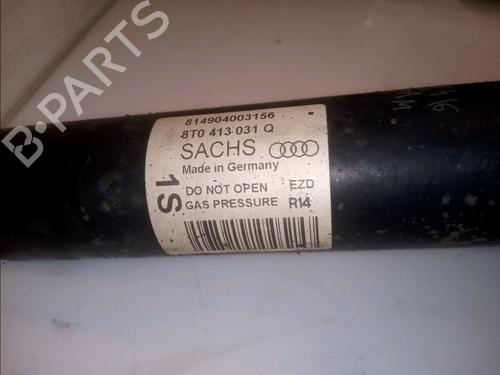 B-PARTS
814904003156
8T0 413 031 Q
SACHS
Made in Germany
1S
DO NOT OPEN EZD
GAS PRESSURE R14